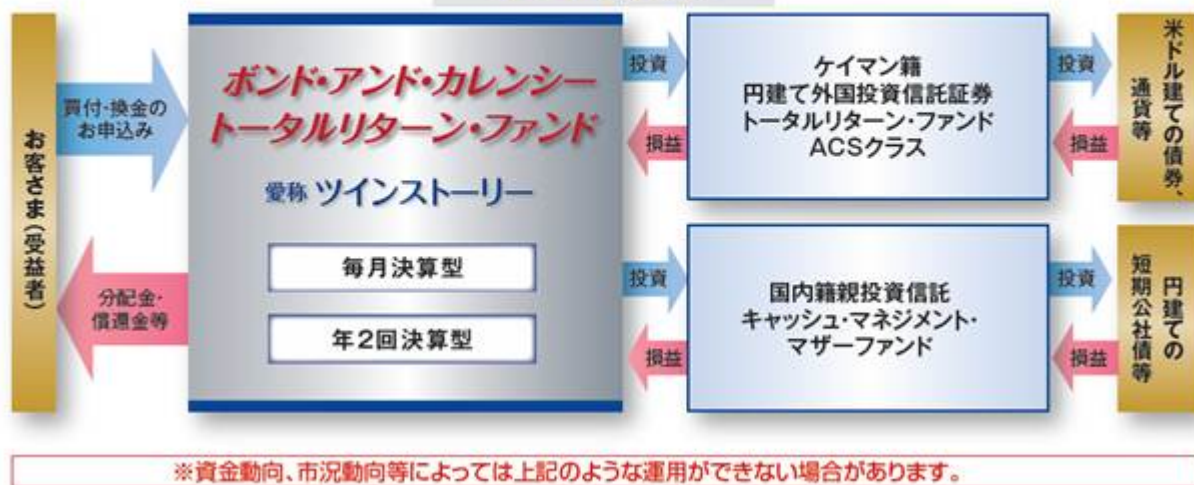 お客さま(受益者)
買付・換金の
お申込み
分配金・
償還金等
ボンド・アンド・カレンシー
トータルリターン・ファンド
愛称 ツインストーリー
毎月決算型
年2回決算型
投資
損益
ケイマン籍
円建て外国投資信託証券
トータルリターン・ファンド
ACSクラス
投資
損益
米ドル建ての債券、
通貨等
投資
損益
国内籍親投資信託
キャッシュ・マネジメント・
マザーファンド
投資
損益
円建ての
短期公社債等
※資金動向、市況動向等によっては上記のような運用ができない場合があります。